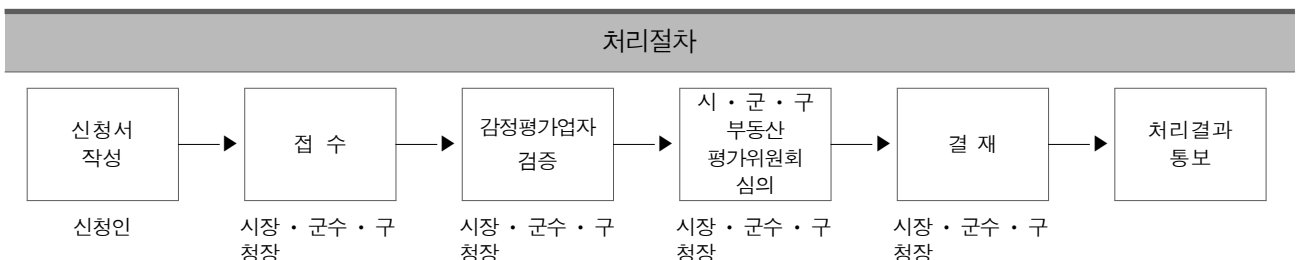 처리절차
신청서
작성
접 수
감정평가업자
검증
시 · 군 · 구
부동산
평가위원회
심의
결 재
처리결과
통보
신청인
시장 · 군수 · 구
청장
시장 · 군수 · 구
청장
시장 · 군수 · 구
청장
시장 · 군수 · 구
청장